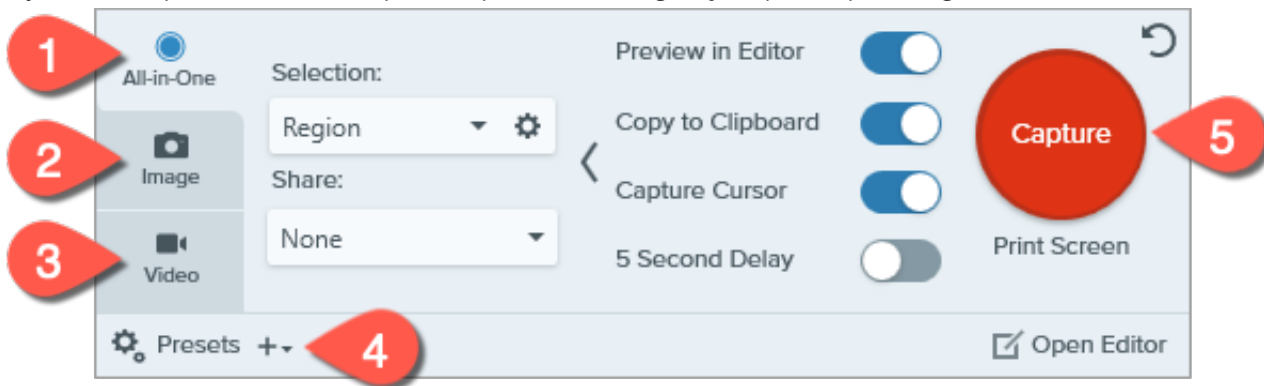 1
All-in-One
2
Image
3
Video
Selection:
Region
Share:
None
Preview in Editor
Copy to Clipboard
Capture Cursor
5 Second Delay
Capture
5
Print Screen
Presets
4
Open Editor